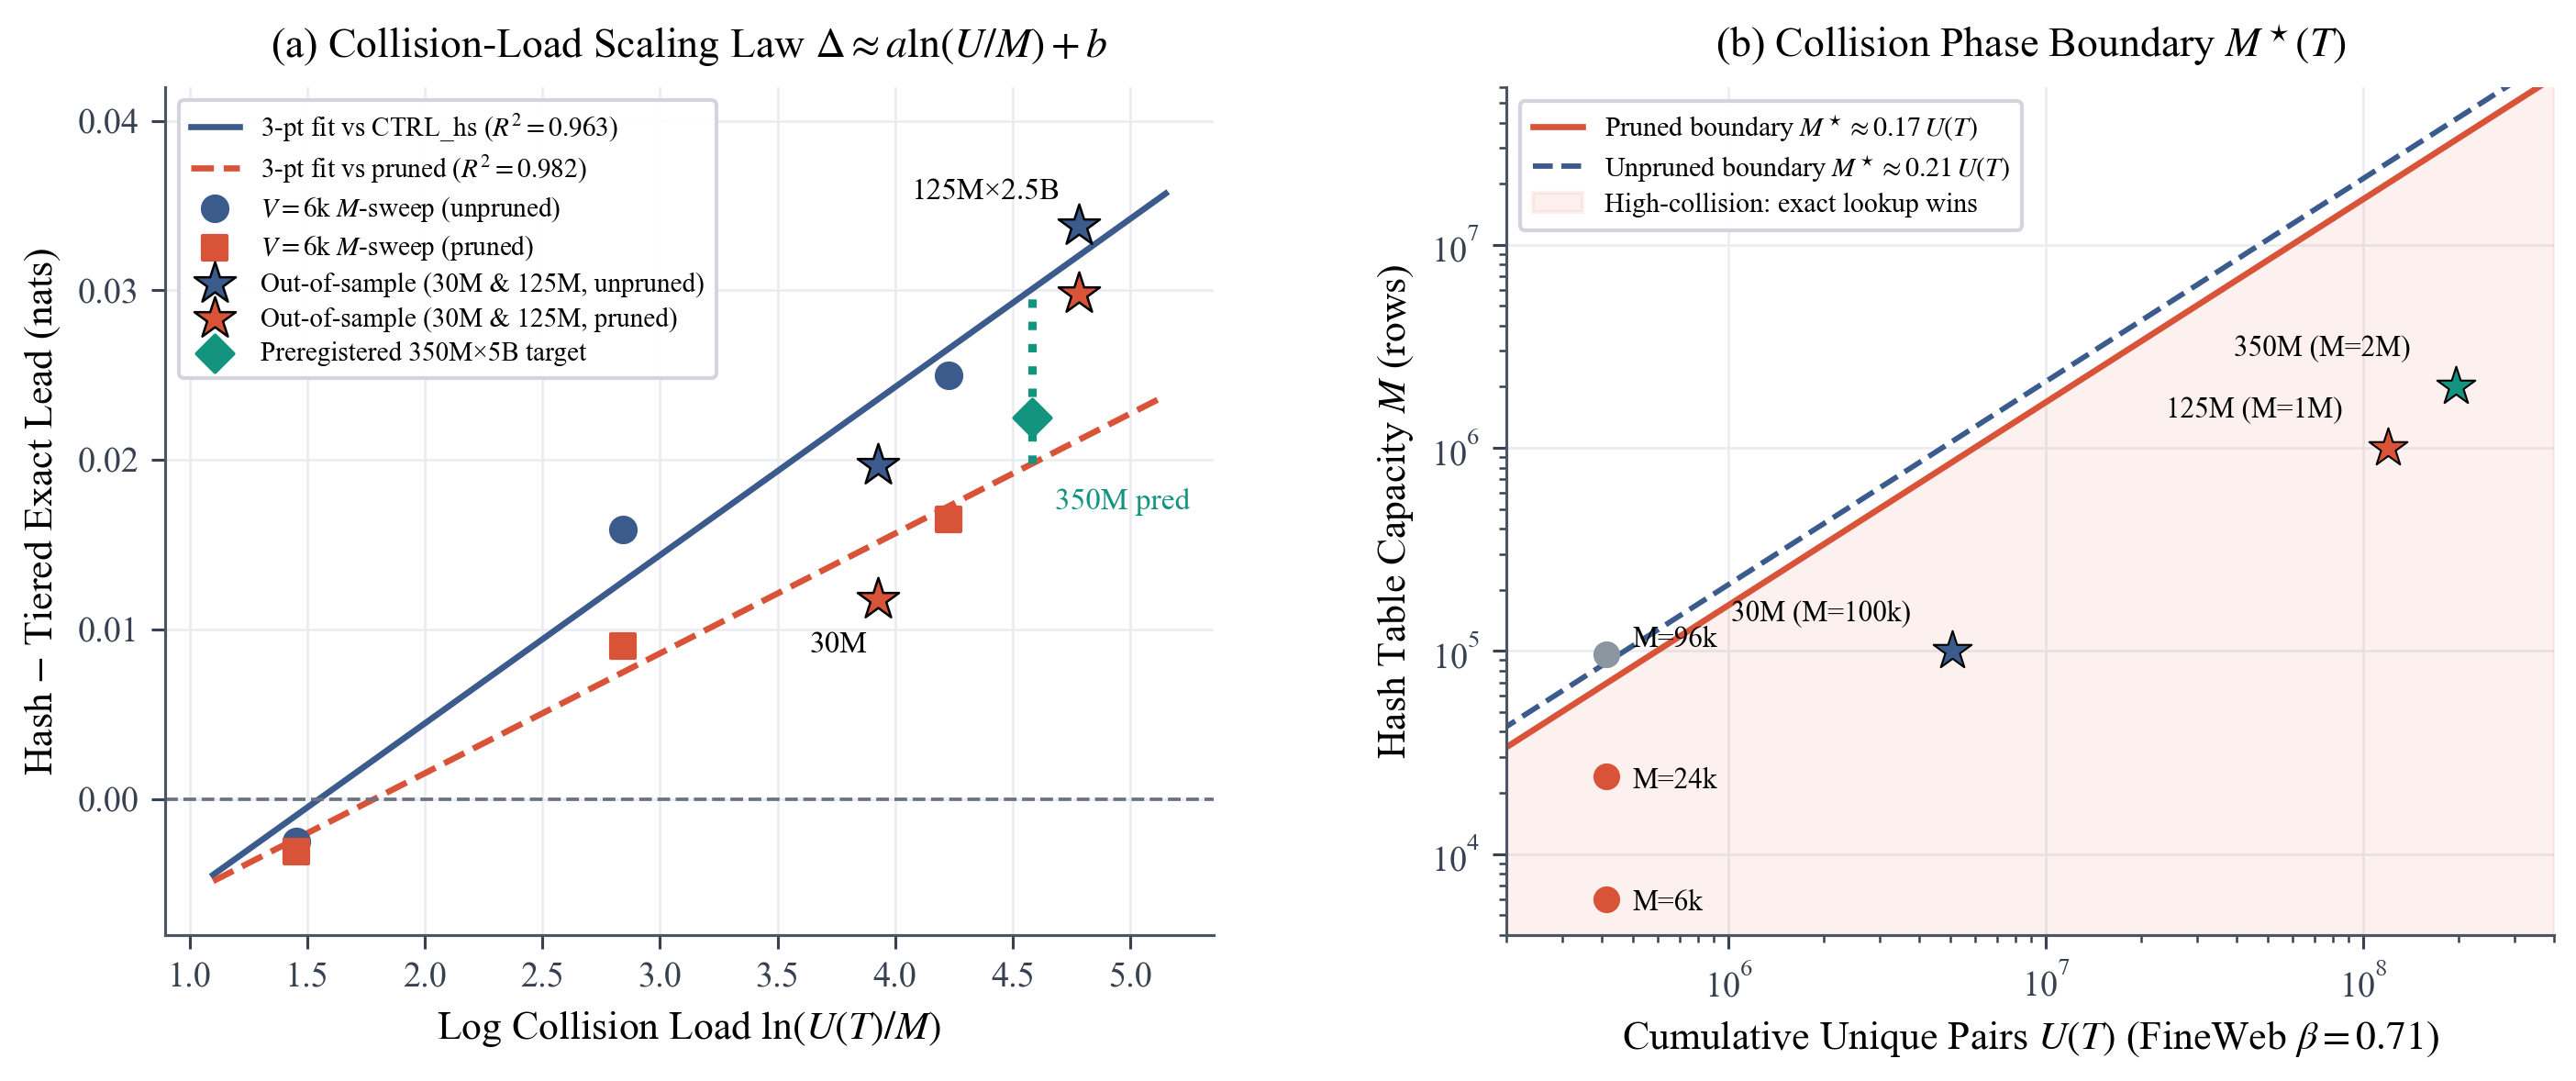 (a) Collision-Load Scaling Law Δ ≈ aln(U/M) + b
3-pt fit vs CTRL_hs (R² = 0.963)
3-pt fit vs pruned (R² = 0.982)
V = 6k M-sweep (unpruned)
V = 6k M-sweep (pruned)
Out-of-sample (30M & 125M, unpruned)
Out-of-sample (30M & 125M, pruned)
Preregistered 350M×5B target
125M×2.5B
350M pred
30M
0.04
0.03
0.02
0.01
0.00
Hash − Tiered Exact Lead (nats)
1.0 1.5 2.0 2.5 3.0 3.5 4.0 4.5 5.0
Log Collision Load ln(U(T)/M)
(b) Collision Phase Boundary M⋆(T)
Pruned boundary M⋆ ≈ 0.17 U(T)
Unpruned boundary M⋆ ≈ 0.21 U(T)
High-collision: exact lookup wins
350M (M=2M)
125M (M=1M)
30M (M=100k)
M=96k
M=24k
M=6k
10⁷
10⁶
10⁵
10⁴
Hash Table Capacity M (rows)
10⁶ 10⁷ 10⁸
Cumulative Unique Pairs U(T) (FineWeb β = 0.71)